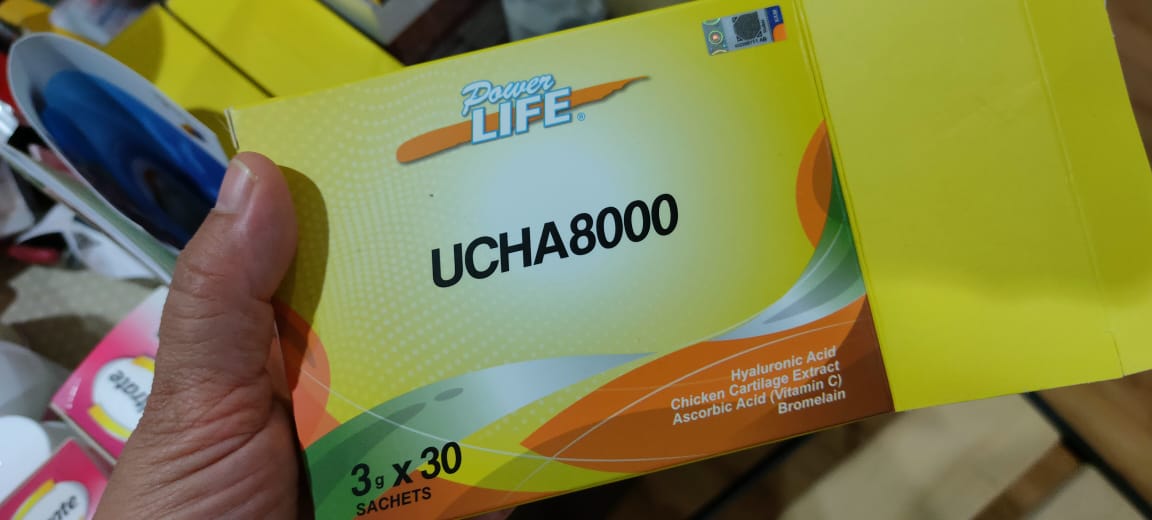 Power
LIFE®
UCHA8000
Hyaluronic Acid
Chicken Cartilage Extract
Ascorbic Acid (Vitamin C)
Bromelain
3g x 30
SACHETS